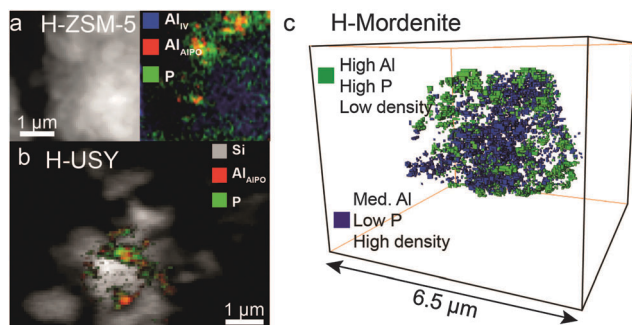 a H-ZSM-5
Al_IV
Al_AlPO
P
1 µm
b H-USY
Si
Al_AlPO
P
1 µm
c H-Mordenite
High Al
High P
Low density
Med. Al
Low P
High density
6.5 µm